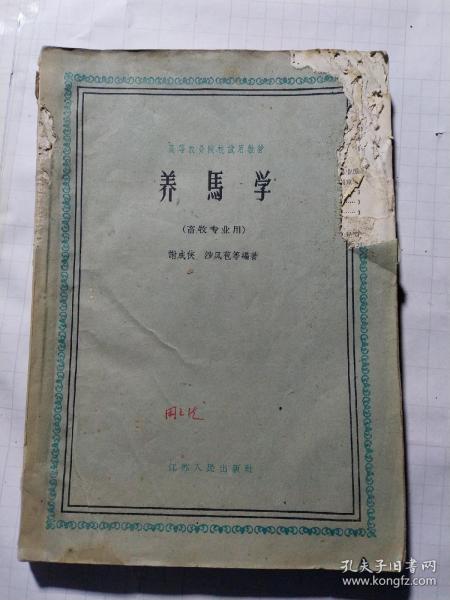 高等农业院校试用教材
养馬学
(畜牧专业用)
謝成侠 沙凤苞等編著
江苏人民出版社
孔夫子旧书网
www.kongfz.com